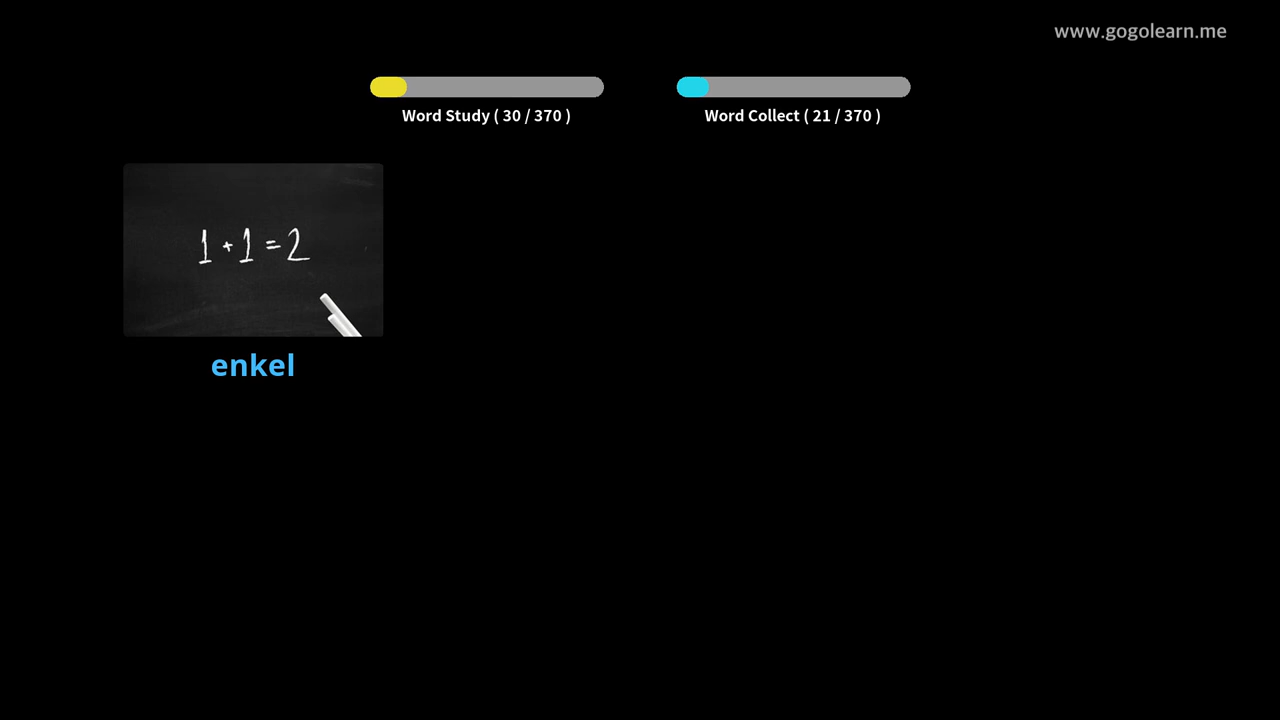 www.gogolearn.me
Word Study ( 30 / 370 )
Word Collect ( 21 / 370 )
1 + 1 = 2
enkel